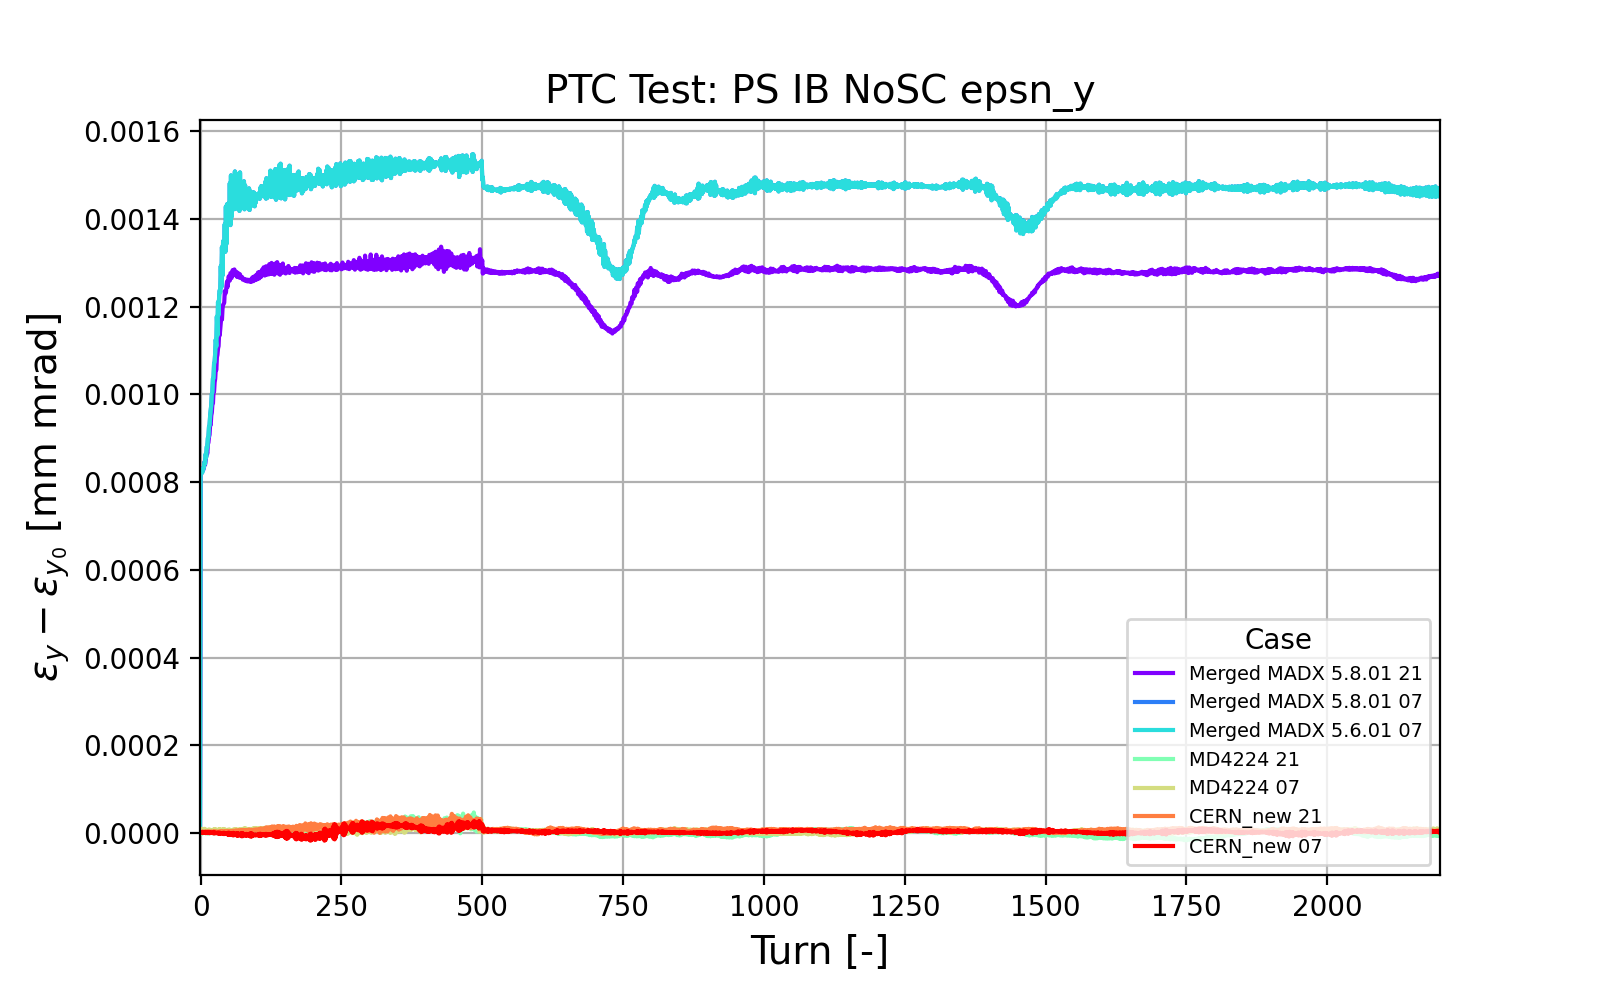 PTC Test: PS IB NoSC epsn_y
0.0016
0.0014
0.0012
0.0010
0.0008
0.0006
0.0004
0.0002
0.0000
εy − εy0 [mm mrad]
Case
Merged MADX 5.8.01 21
Merged MADX 5.8.01 07
Merged MADX 5.6.01 07
MD4224 21
MD4224 07
CERN_new 21
CERN_new 07
0 250 500 750 1000 1250 1500 1750 2000
Turn [-]